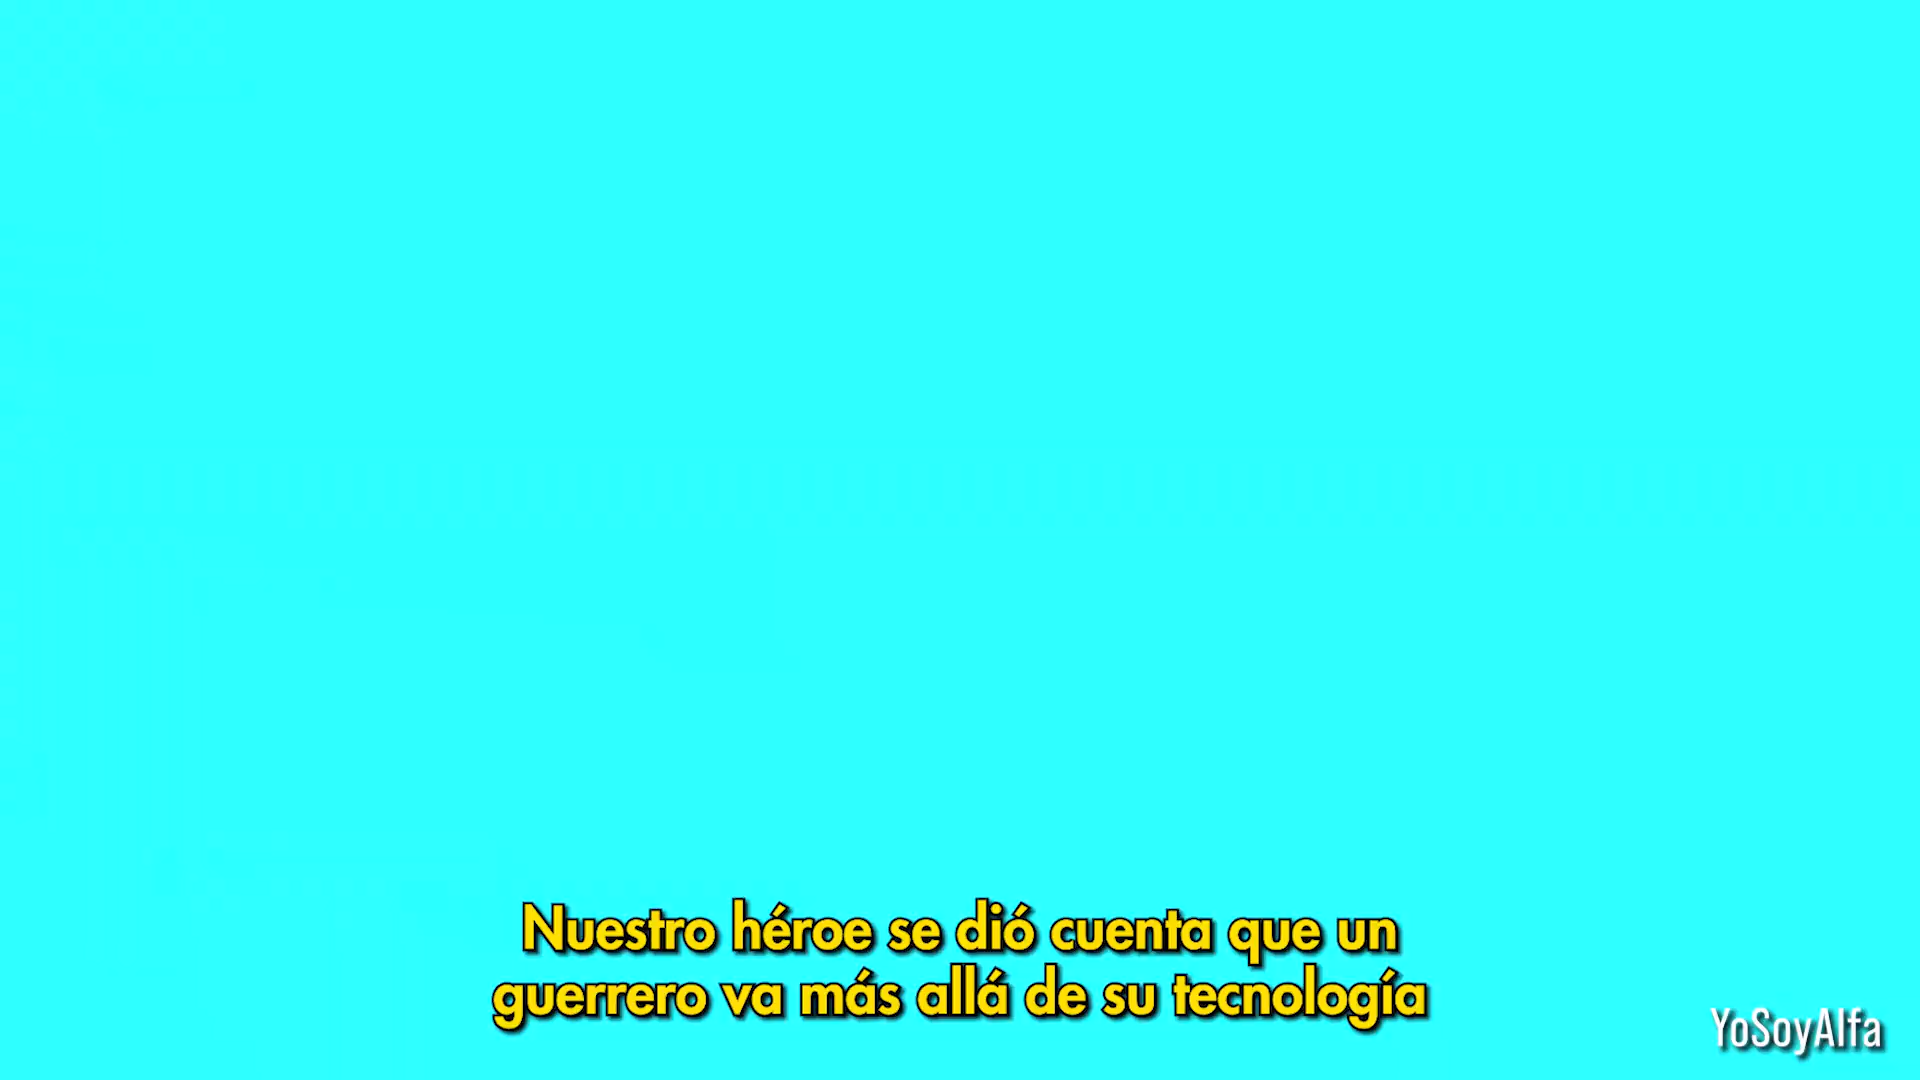 Nuestro héroe se dió cuenta que un
guerrero va más allá de su tecnología
YoSoyAlfa